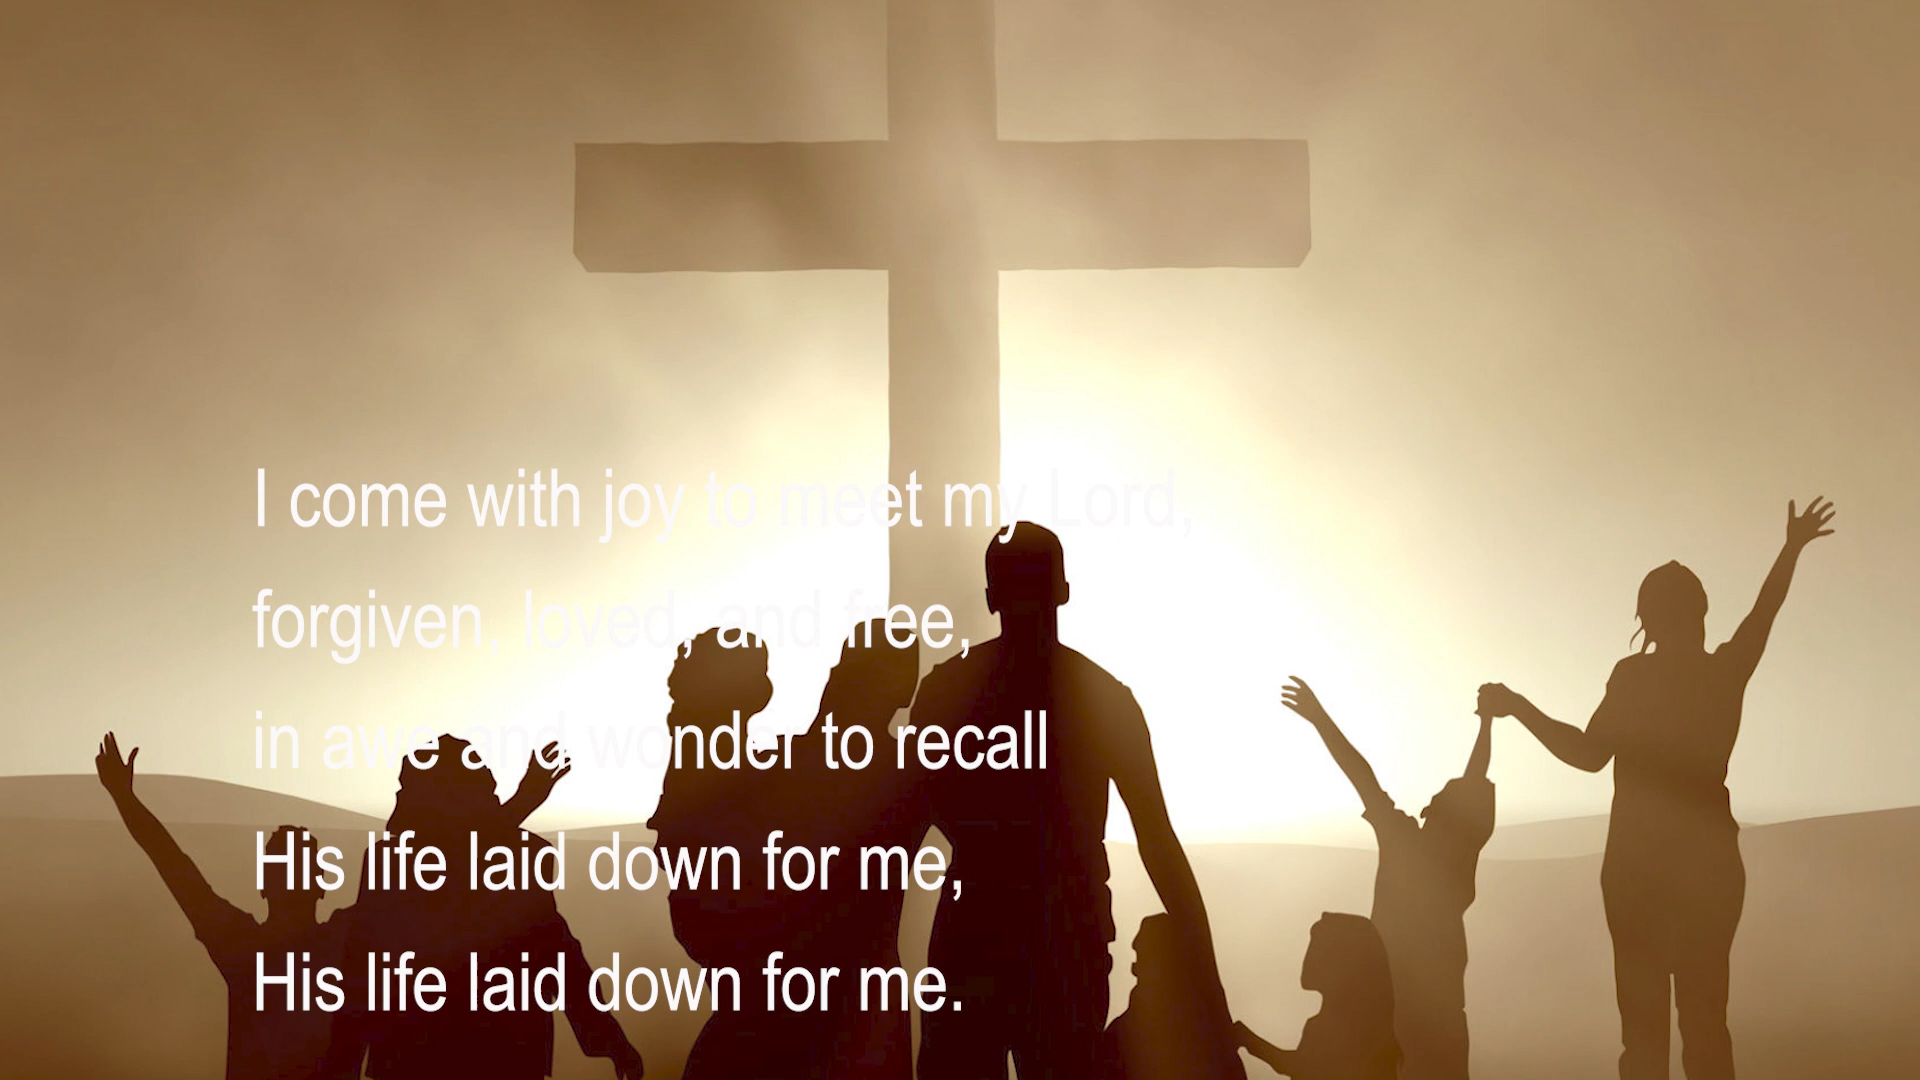 I come with joy to meet my Lord,
forgiven, loved, and free,
in awe and wonder to recall
His life laid down for me,
His life laid down for me.